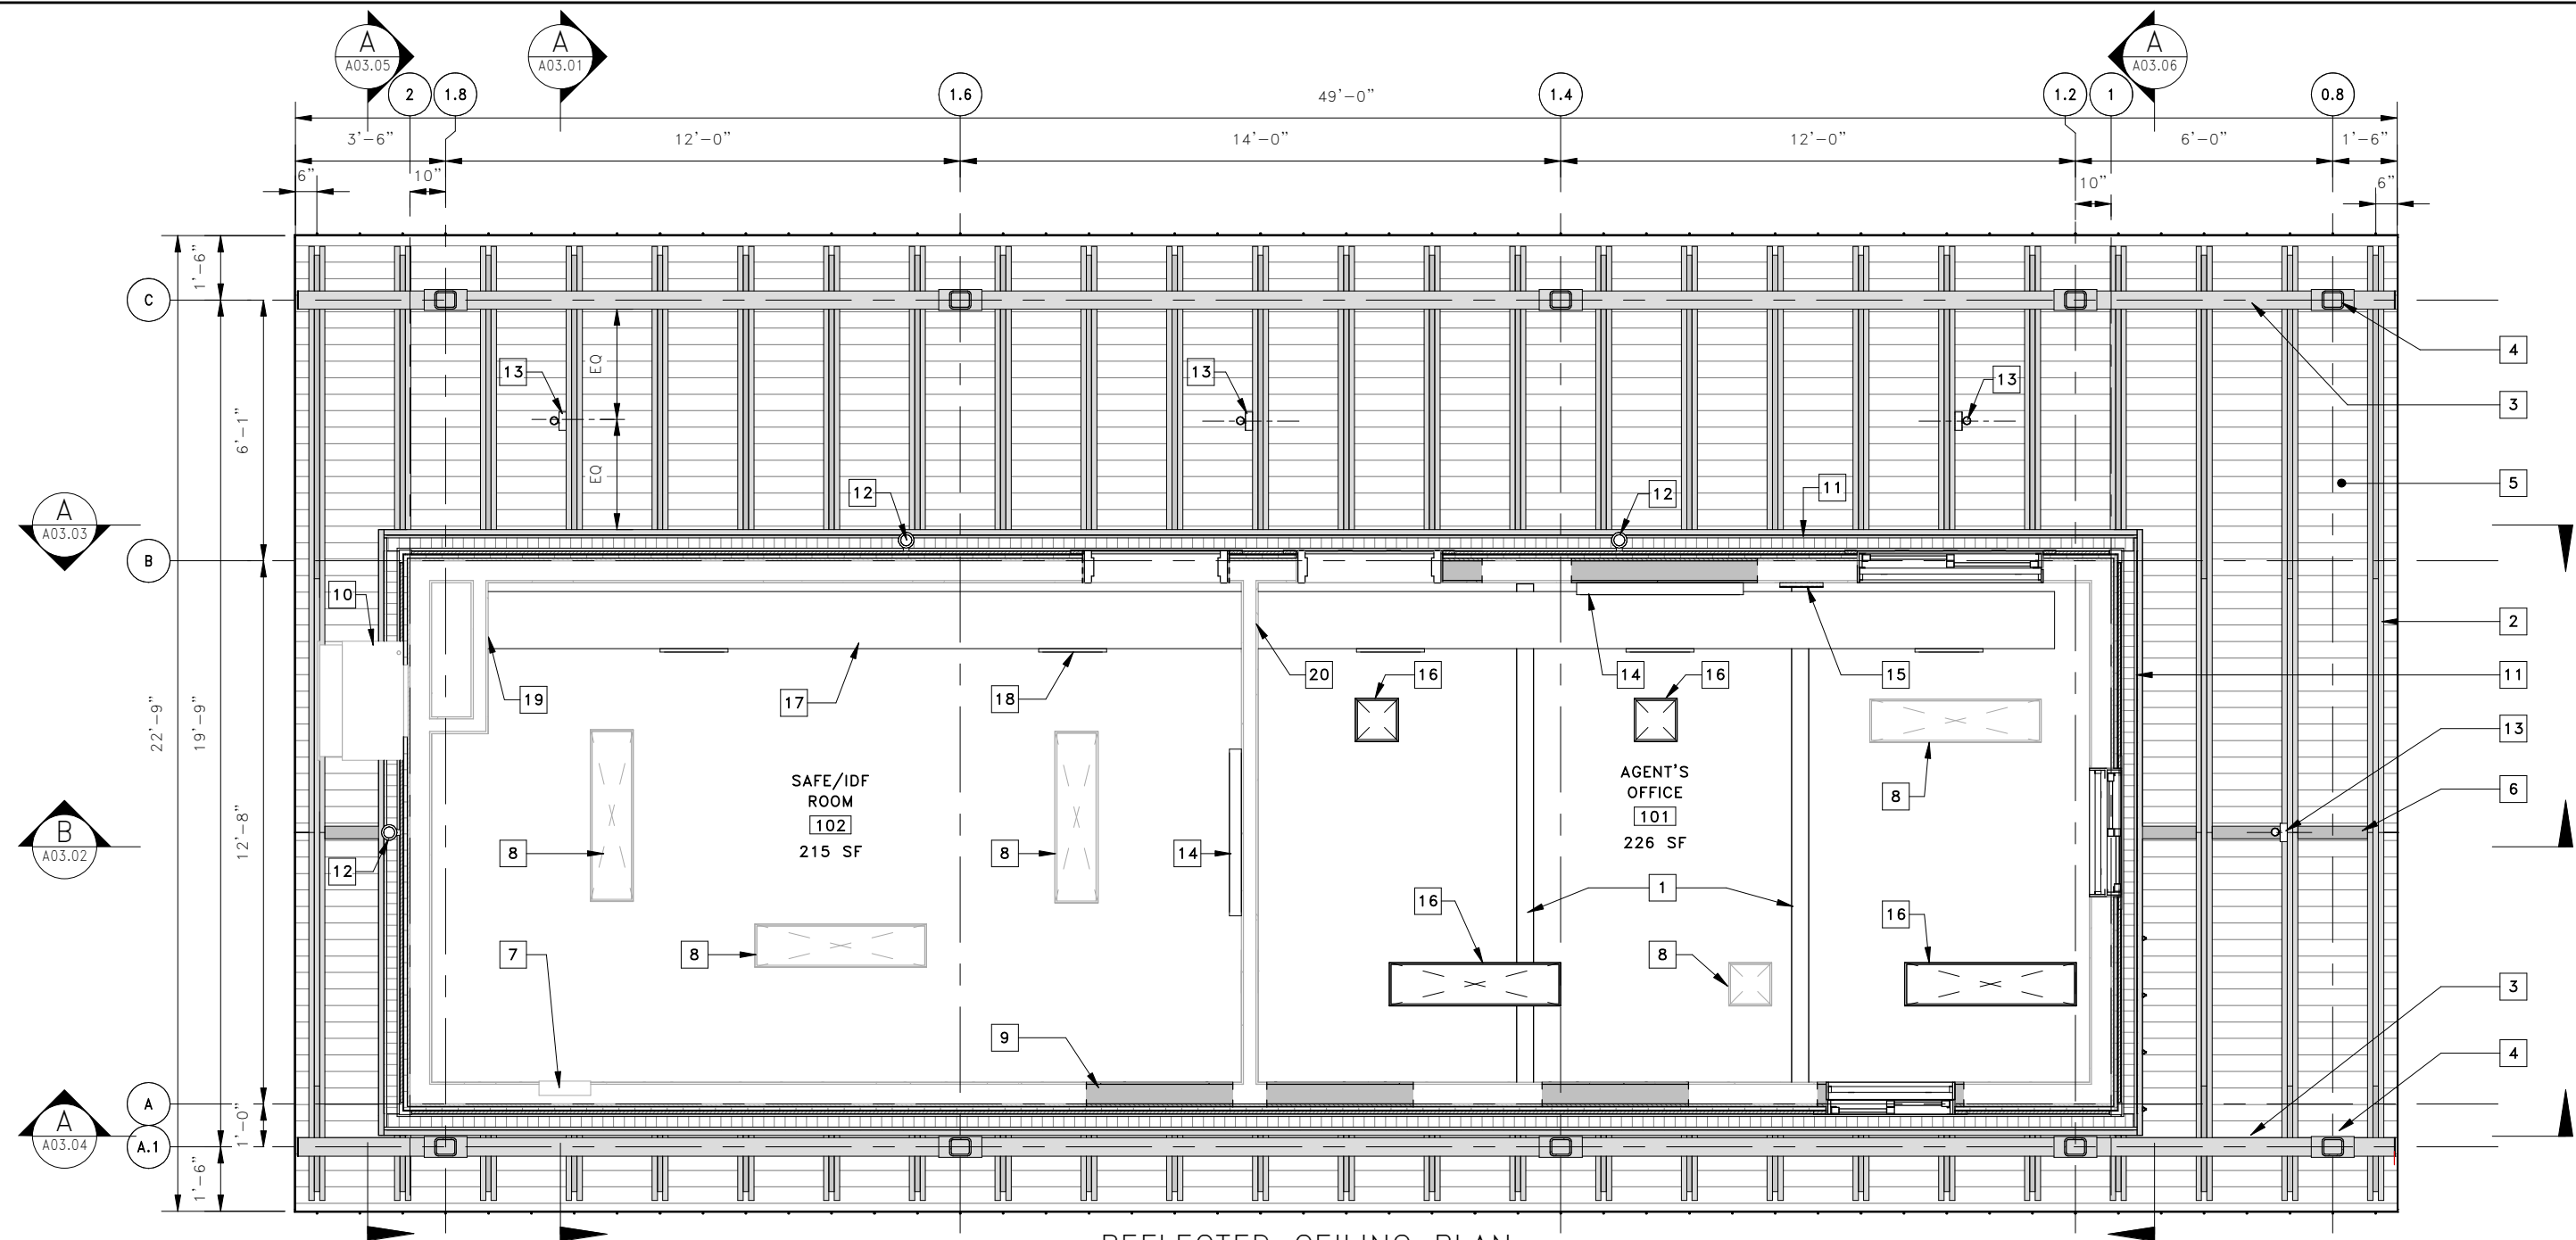 A
A03.05
A
A03.01
A
A03.06
2
1.8
1.6
1.4
1.2
1
0.8
49'-0"
3'-6"
12'-0"
14'-0"
12'-0"
6'-0"
1'-6"
6"
10"
10"
6"
1'-6"
C
4
13
13
13
EQ
3
6'-1"
EQ
5
12
12
11
A
A03.03
B
10
2
19
17
18
20
14
16
16
15
11
22'-9"
19'-9"
13
SAFE/IDF
ROOM
102
215 SF
AGENT'S
OFFICE
101
226 SF
8
6
12'-8"
B
A03.02
12
8
8
14
1
16
16
7
8
8
9
3
A
A03.04
A
1'-0"
A.1
4
1'-6"
REFLECTED CEILING PLAN